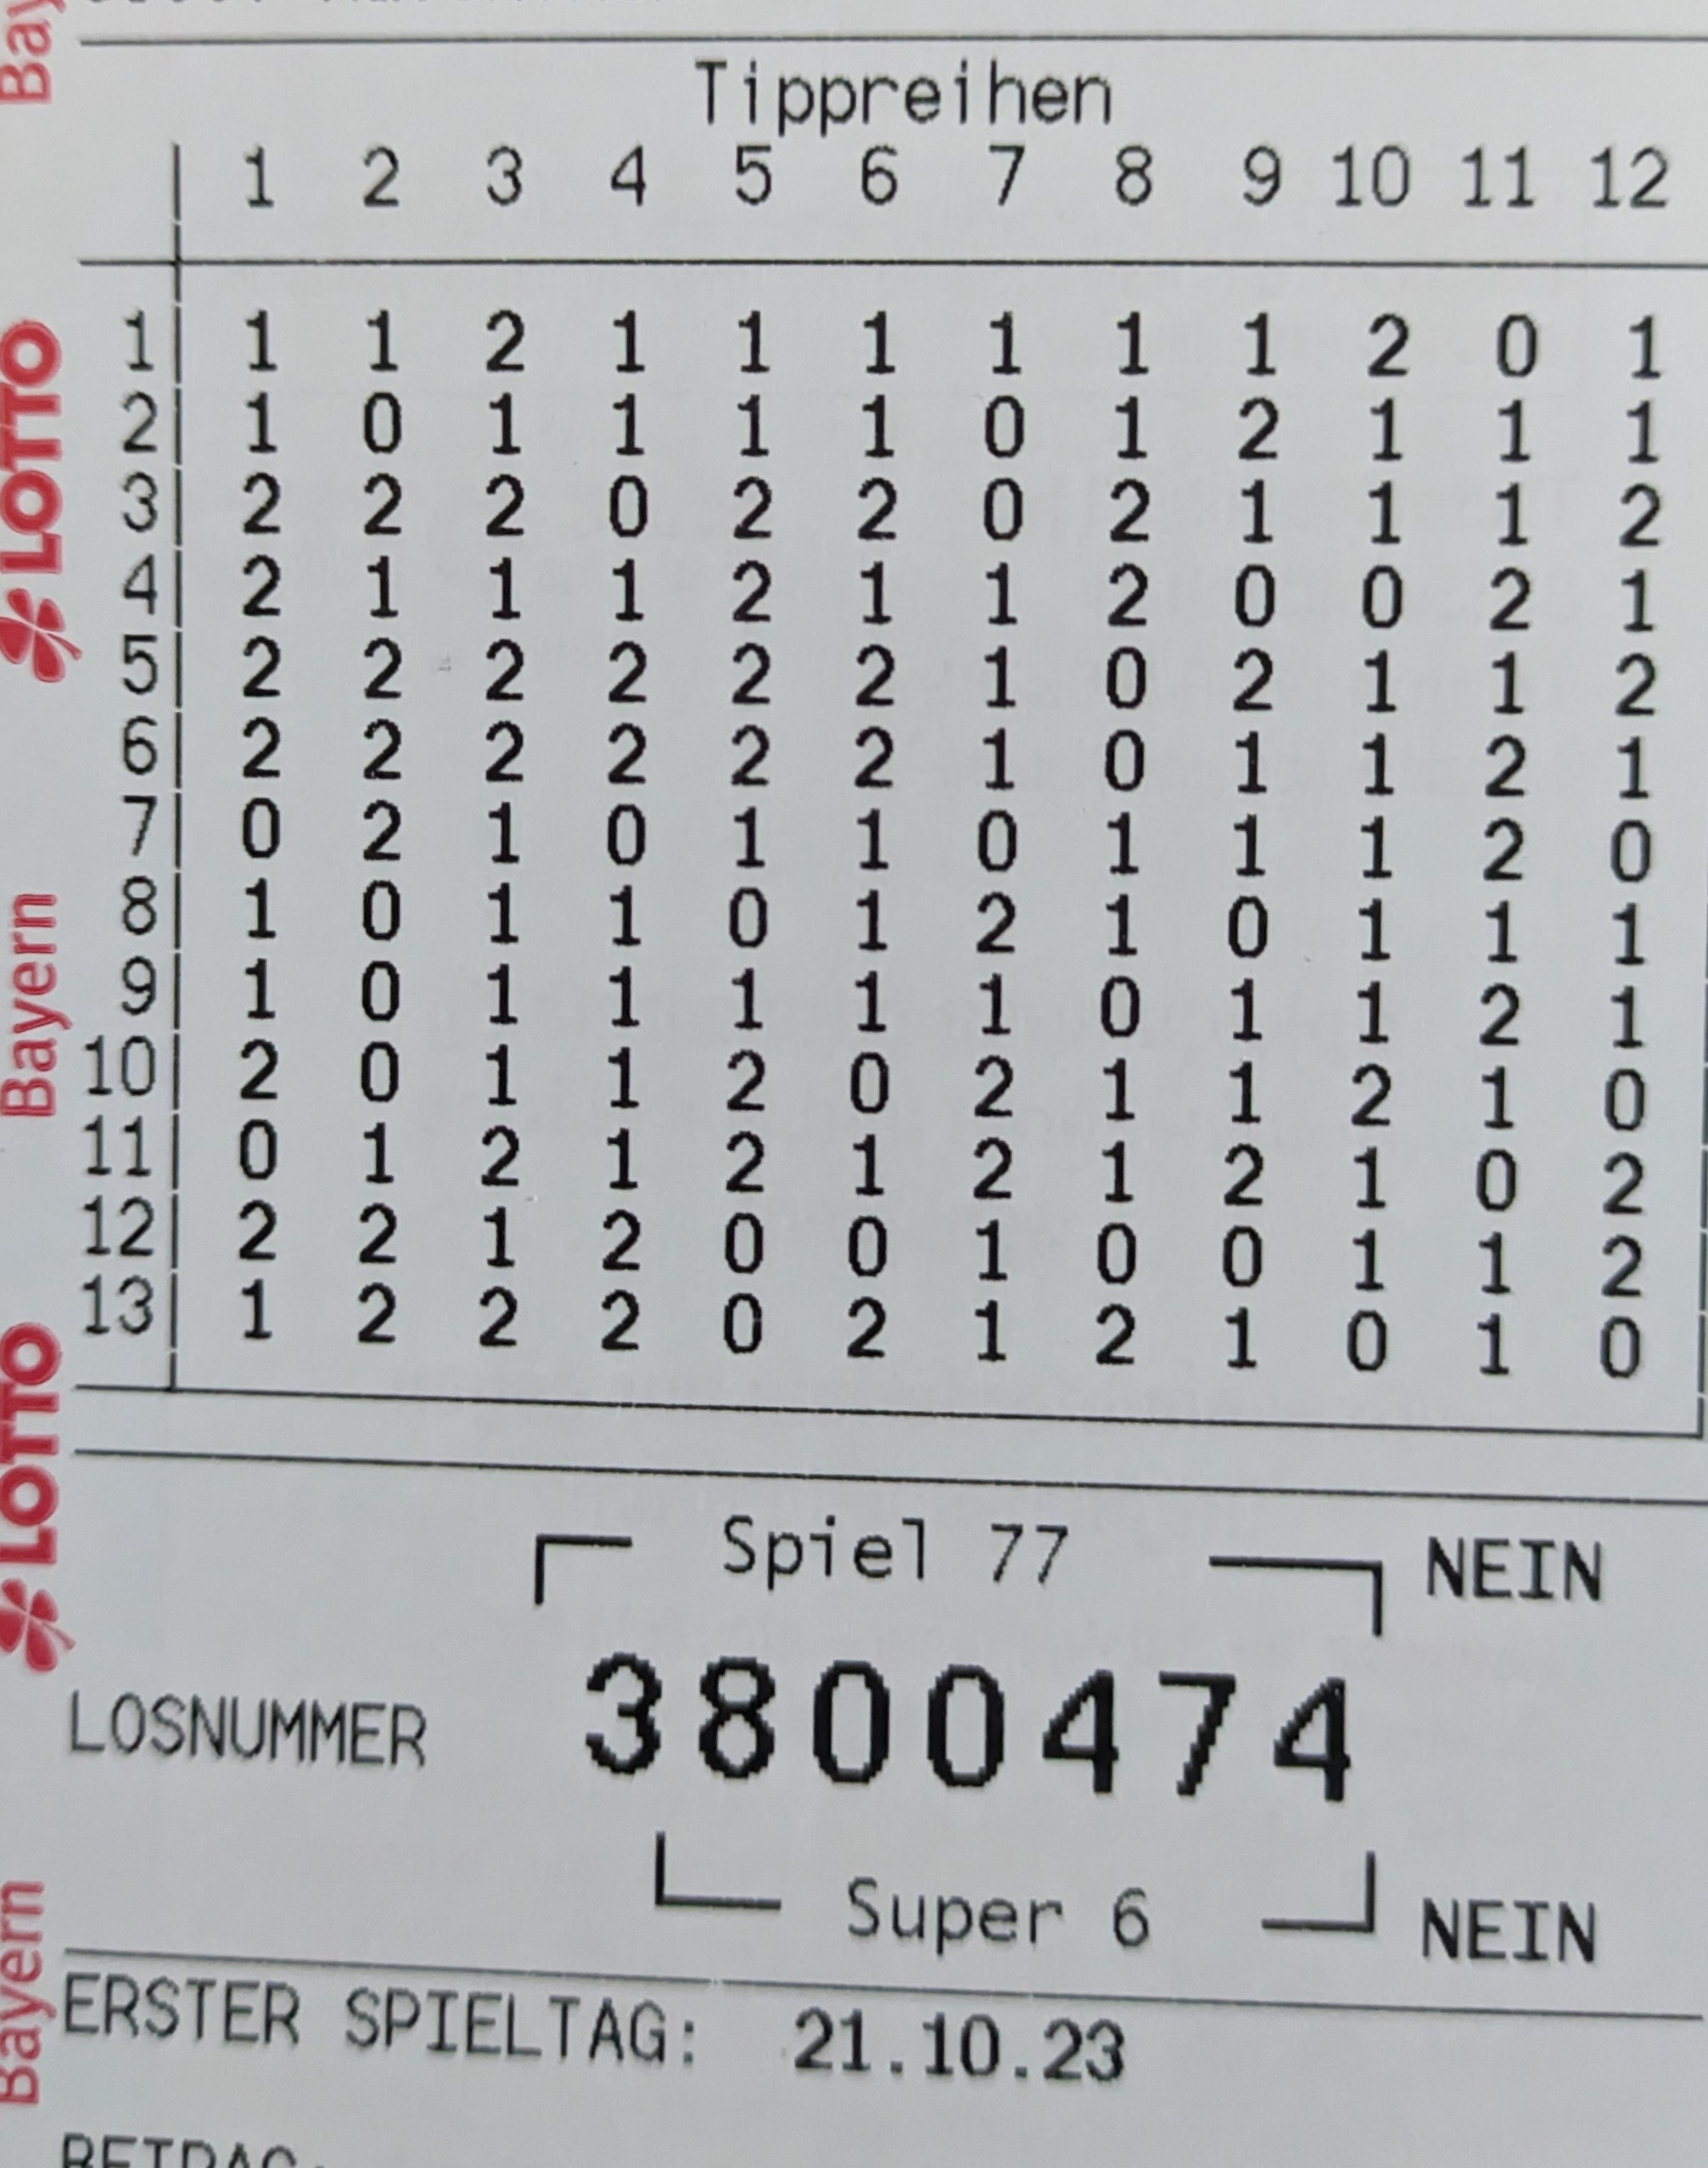 Tippreihen
1 2 3 4 5 6 7 8 9 10 11 12
1 1 1 2 1 1 1 1 1 1 2 0 1
2 1 0 1 1 1 1 0 1 2 1 1 1
3 2 2 2 0 2 2 0 2 1 1 1 2
4 2 1 1 1 2 1 1 2 0 0 2 1
5 2 2 2 2 2 2 1 0 2 1 1 2
6 2 2 2 2 2 2 1 0 1 1 2 1
7 0 2 1 0 1 1 0 1 1 1 2 0
8 1 0 1 1 0 1 2 1 0 1 1 1
9 1 0 1 1 1 1 1 0 1 1 2 1
10 2 0 1 1 2 0 2 1 1 2 1 0
11 0 1 2 1 2 1 2 1 2 1 0 2
12 2 2 1 2 0 0 1 0 0 1 1 2
13 1 2 2 2 0 2 1 2 1 0 1 0
Spiel 77 NEIN
LOSNUMMER 3800474
Super 6 NEIN
ERSTER SPIELTAG: 21.10.23
BETRAG:
LOTTO
Bayern
LOTTO
Bayern